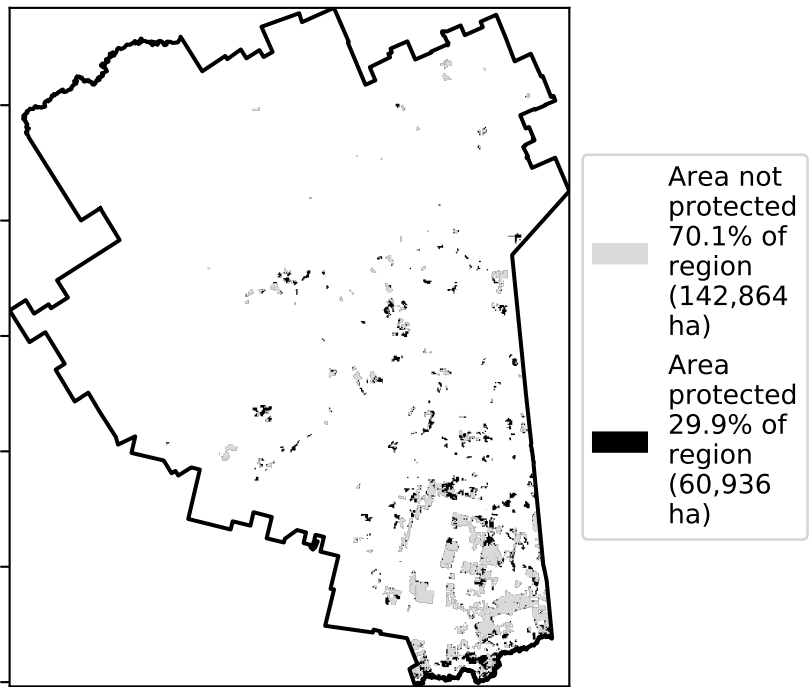 Area not
protected
70.1% of
region
(142,864
ha)
Area
protected
29.9% of
region
(60,936
ha)